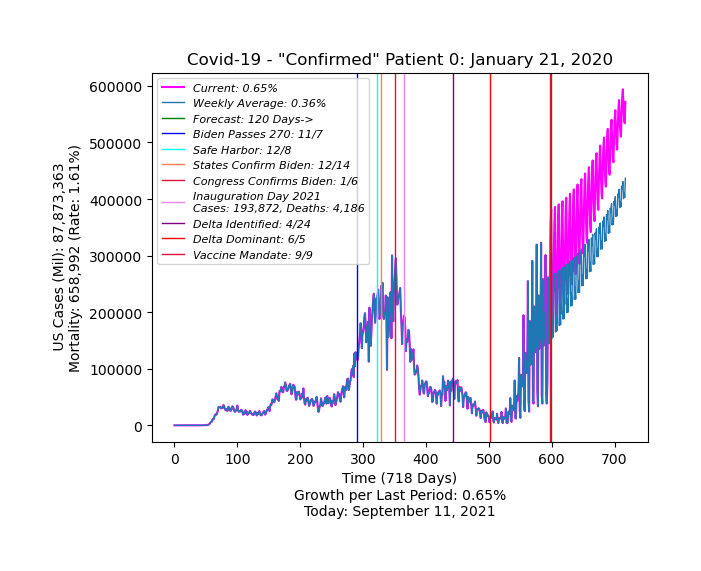 Covid-19 - "Confirmed" Patient 0: January 21, 2020
US Cases (Mil): 87,873,363
Mortality: 658,992 (Rate: 1.61%)
600000
500000
400000
300000
200000
100000
0
Current: 0.65%
Weekly Average: 0.36%
Forecast: 120 Days->
Biden Passes 270: 11/7
Safe Harbor: 12/8
States Confirm Biden: 12/14
Congress Confirms Biden: 1/6
Inauguration Day 2021
Cases: 193,872, Deaths: 4,186
Delta Identified: 4/24
Delta Dominant: 6/5
Vaccine Mandate: 9/9
0 100 200 300 400 500 600 700
Time (718 Days)
Growth per Last Period: 0.65%
Today: September 11, 2021